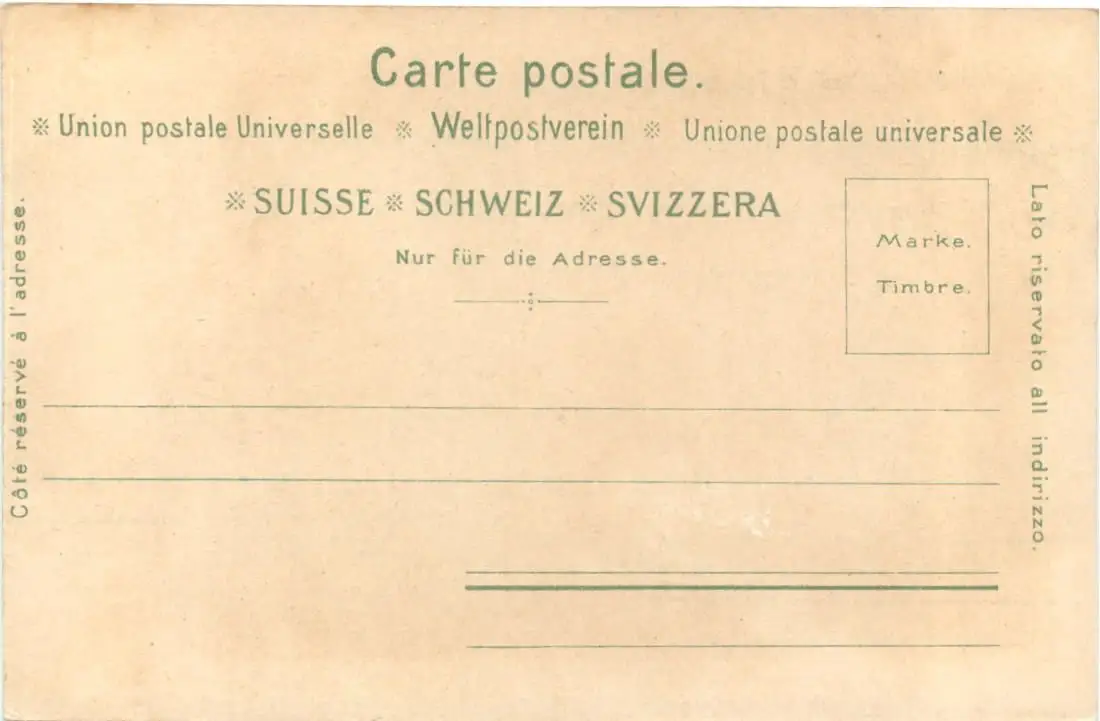 Carte postale.
※ Union postale Universelle ※ Weltpostverein ※ Unione postale universale ※
※ SUISSE ※ SCHWEIZ ※ SVIZZERA
Nur für die Adresse.
Marke.
Timbre.
Côté réservé à l'adresse.
Lato riservato all indirizzo.